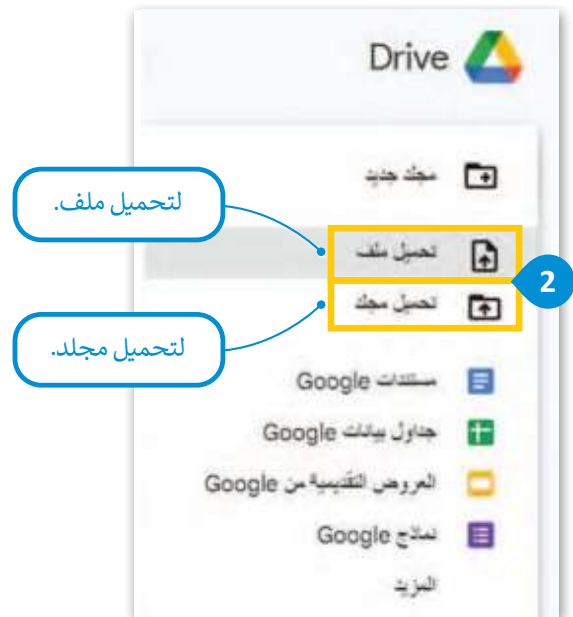 Drive
مجلد جديد
لتحميل ملف.
تحميل ملف
2
تحميل مجلد
لتحميل مجلد.
مستندات Google
جداول بيانات Google
العروض التقديمية من Google
نماذج Google
المزيد